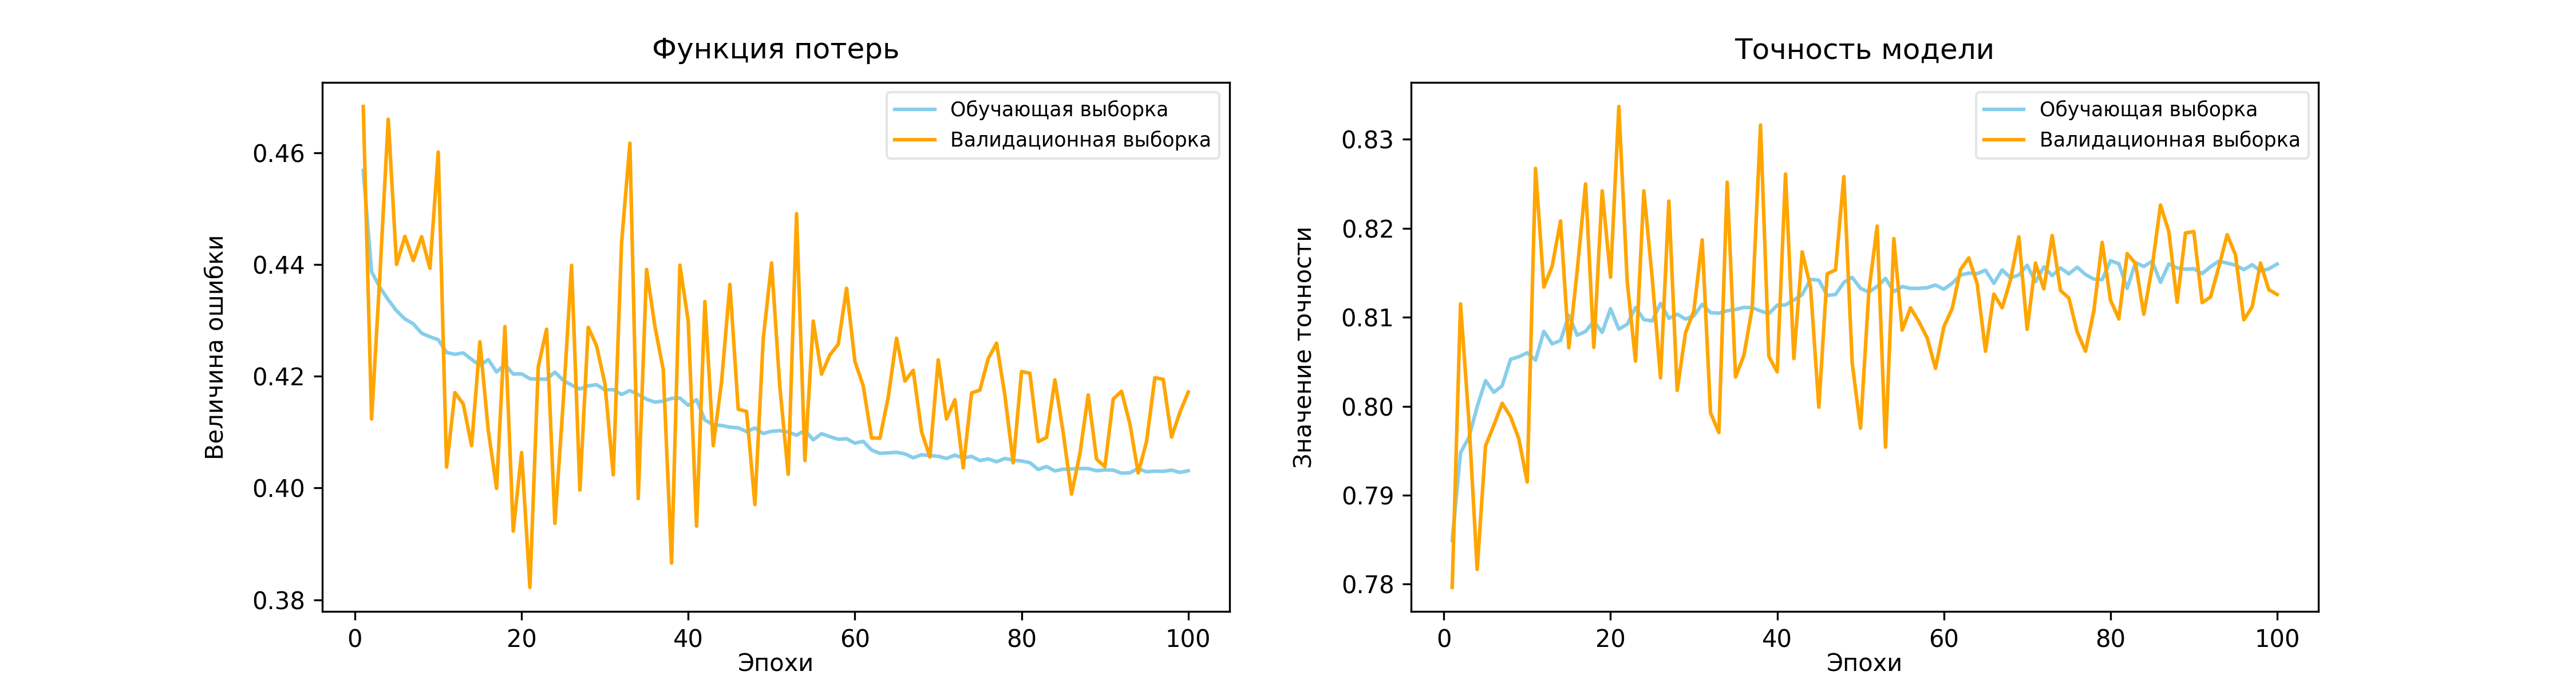 Функция потерь
Обучающая выборка
Валидационная выборка
Величина ошибки
0.46
0.44
0.42
0.40
0.38
0 20 40 60 80 100
Эпохи
Точность модели
Обучающая выборка
Валидационная выборка
Значение точности
0.83
0.82
0.81
0.80
0.79
0.78
0 20 40 60 80 100
Эпохи